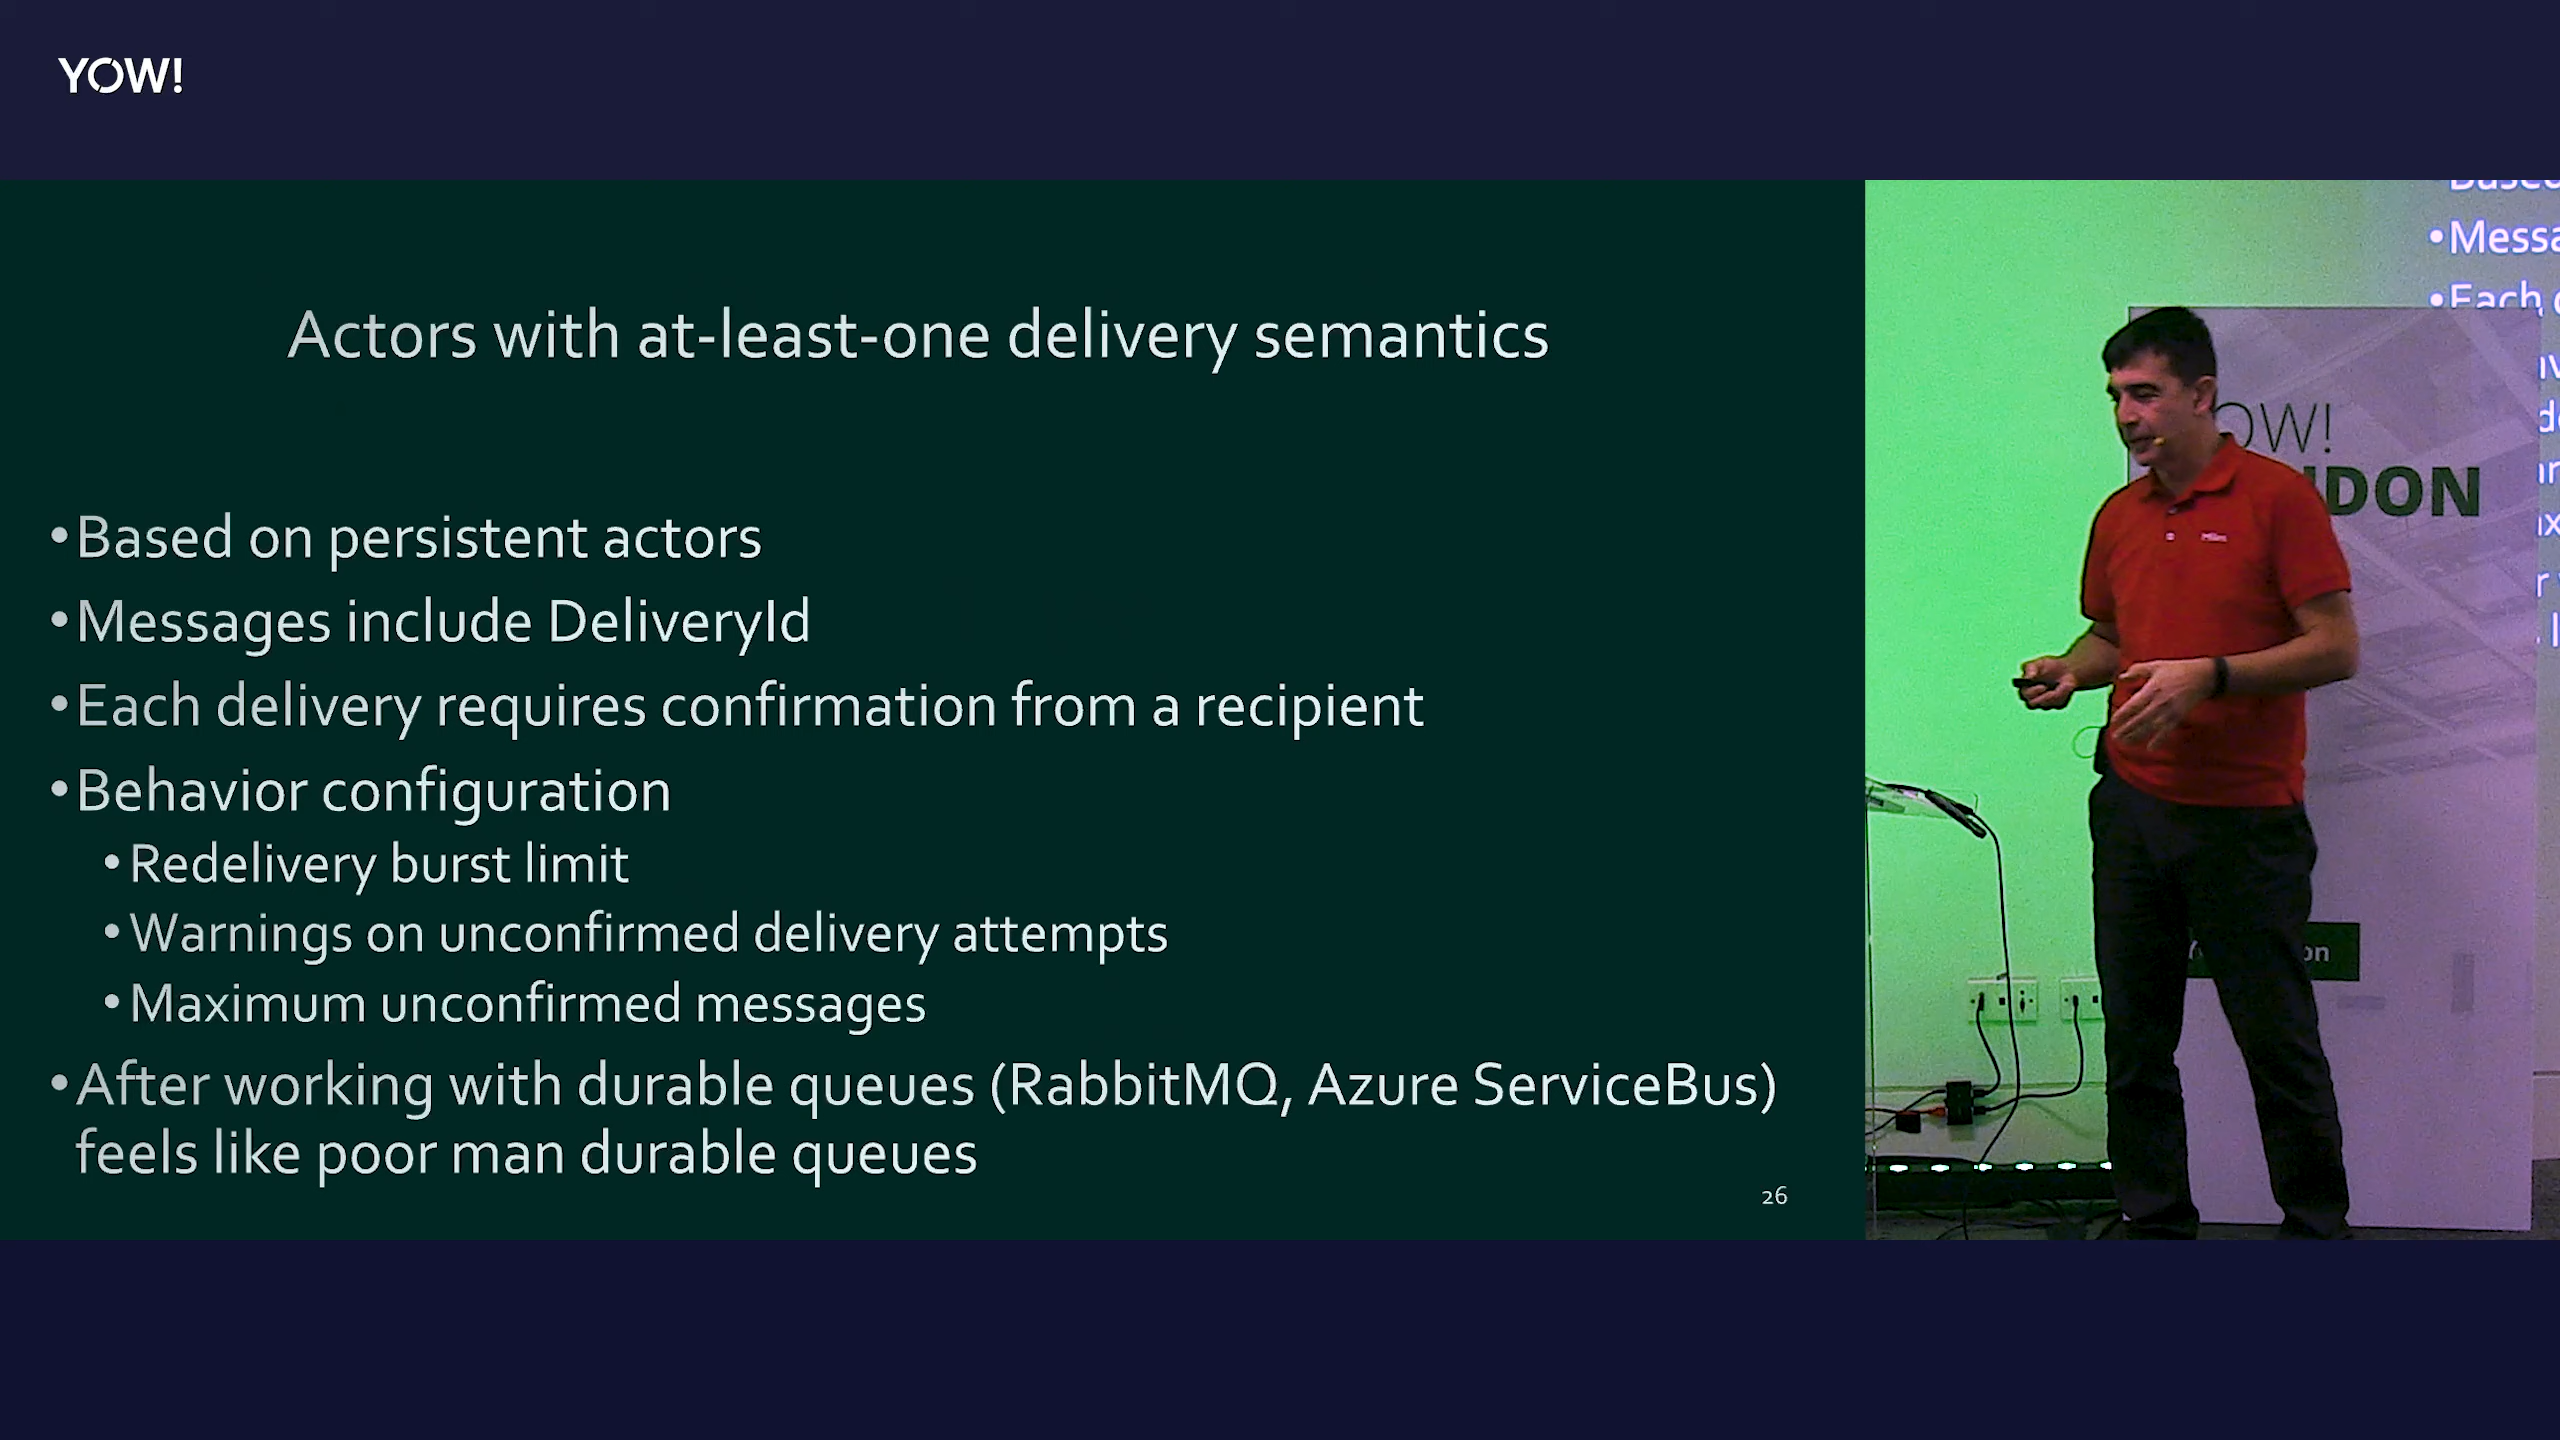 YOW!
Actors with at-least-one delivery semantics
•Based on persistent actors
•Messages include DeliveryId
•Each delivery requires confirmation from a recipient
•Behavior configuration
•Redelivery burst limit
•Warnings on unconfirmed delivery attempts
•Maximum unconfirmed messages
•After working with durable queues (RabbitMQ, Azure ServiceBus)
feels like poor man durable queues
26
•Messa
•Each
OW!
DON